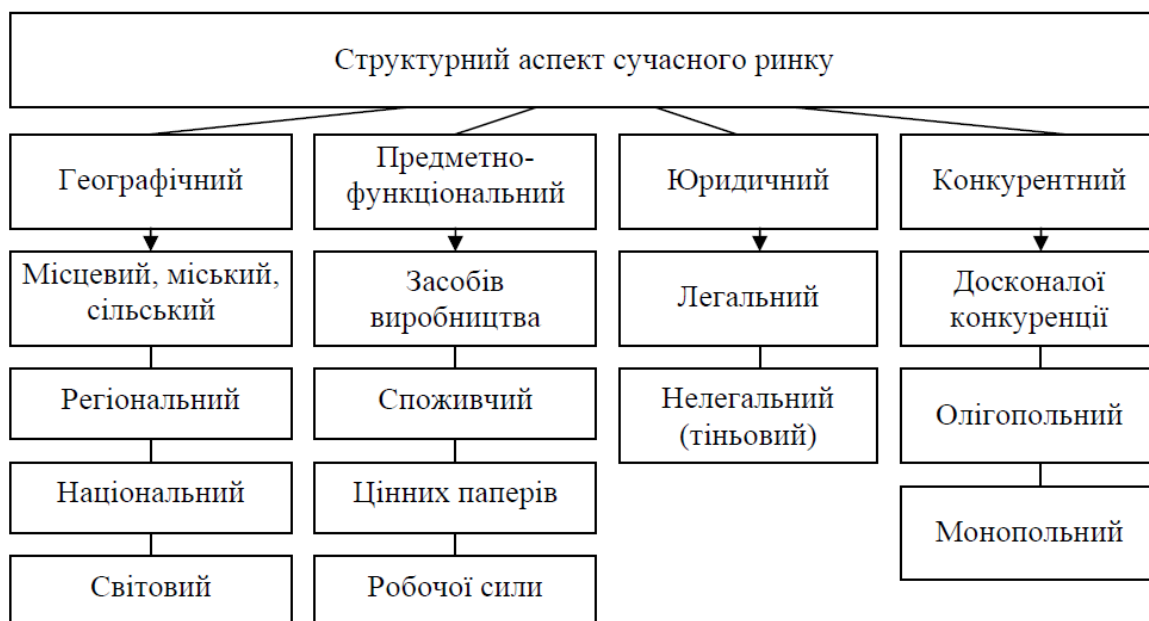 Структурний аспект сучасного ринку
Географічний
Предметно-
функціональний
Юридичний
Конкурентний
Місцевий, міський,
сільський
Засобів
виробництва
Легальний
Досконалої
конкуренції
Регіональний
Споживчий
Нелегальний
(тіньовий)
Олігопольний
Національний
Цінних паперів
Монопольний
Світовий
Робочої сили